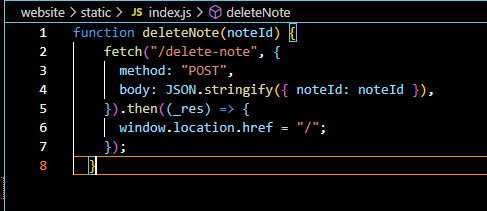 website > static > JS index.js > deleteNote
1 function deleteNote(noteId) {
2 fetch("/delete-note", {
3 method: "POST",
4 body: JSON.stringify({ noteId: noteId }),
5 }).then((_res) => {
6 window.location.href = "/";
7 });
8 }